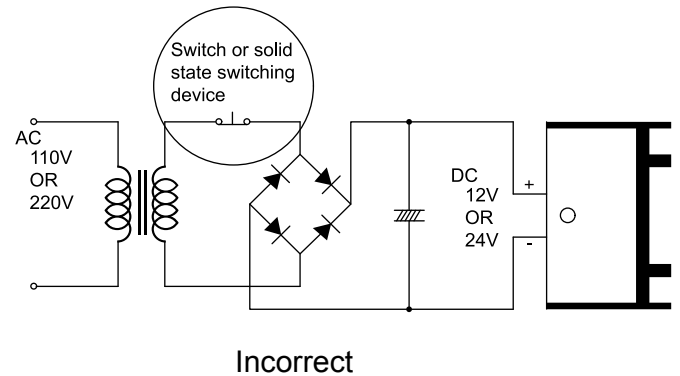 Switch or solid
state switching
device
AC
110V
OR
220V
DC
12V
OR
24V
+
-
Incorrect